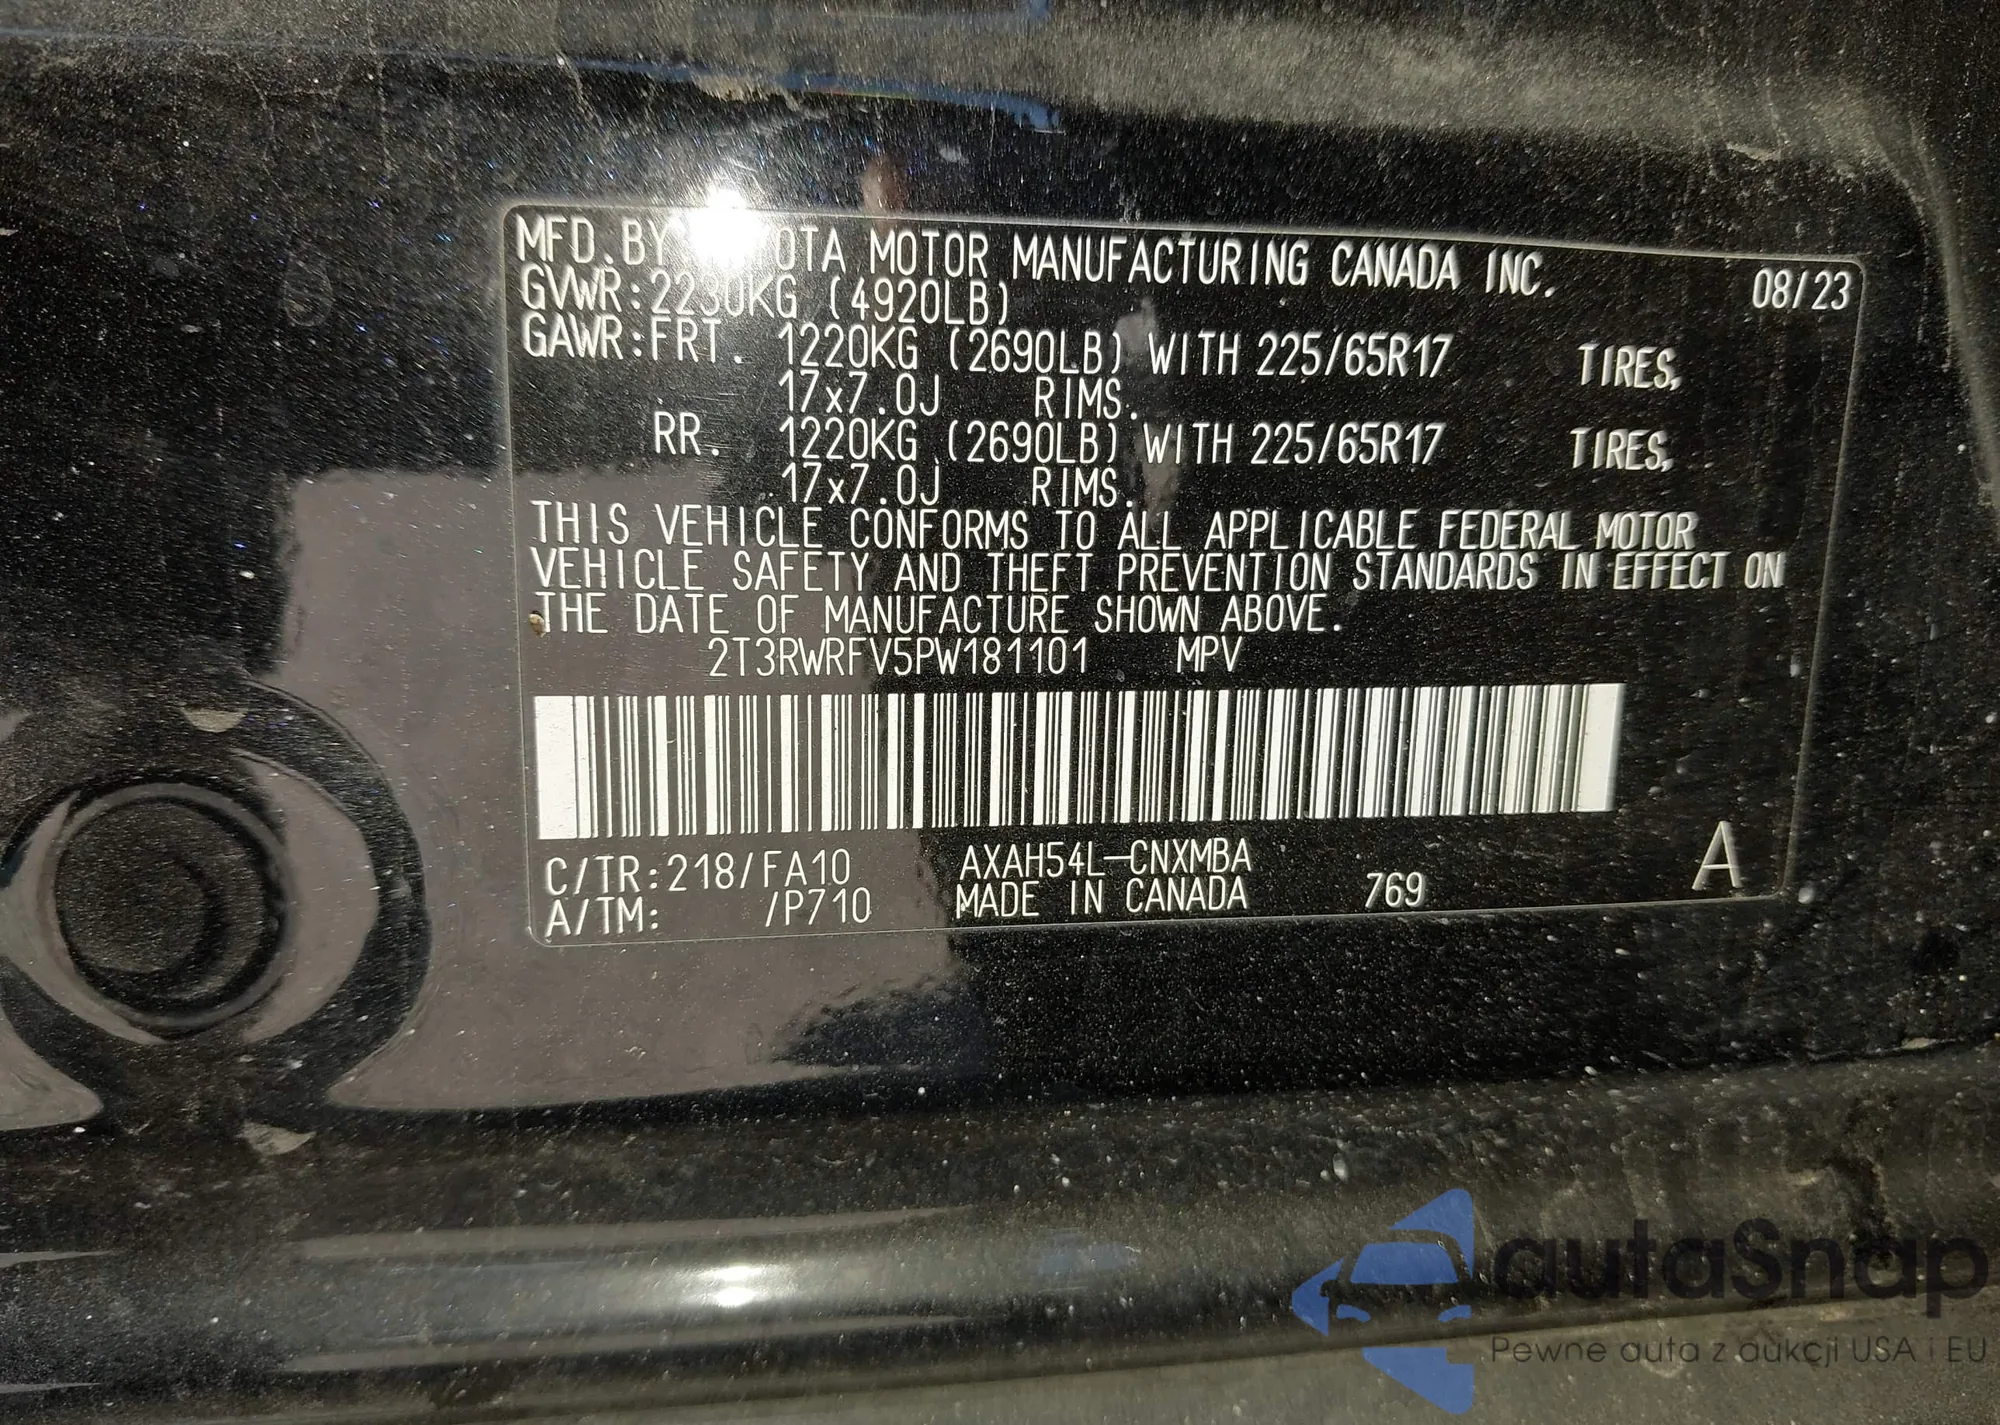 MFD. BY TOYOTA MOTOR MANUFACTURING CANADA INC. 08/23
GVWR:2230KG (4920LB)
GAWR:FRT. 1220KG (2690LB) WITH 225/65R17 TIRES,
17x7.0J RIMS.
RR. 1220KG (2690LB) WITH 225/65R17 TIRES,
17x7.0J RIMS.
THIS VEHICLE CONFORMS TO ALL APPLICABLE FEDERAL MOTOR
VEHICLE SAFETY AND THEFT PREVENTION STANDARDS IN EFFECT ON
THE DATE OF MANUFACTURE SHOWN ABOVE.
2T3RWRFV5PW181101 MPV
C/TR:218/FA10 AXAH54L-CNXMBA
A/TM: /P710 MADE IN CANADA 769 A
autaSnap
Pewne auta z aukcji USA i EU